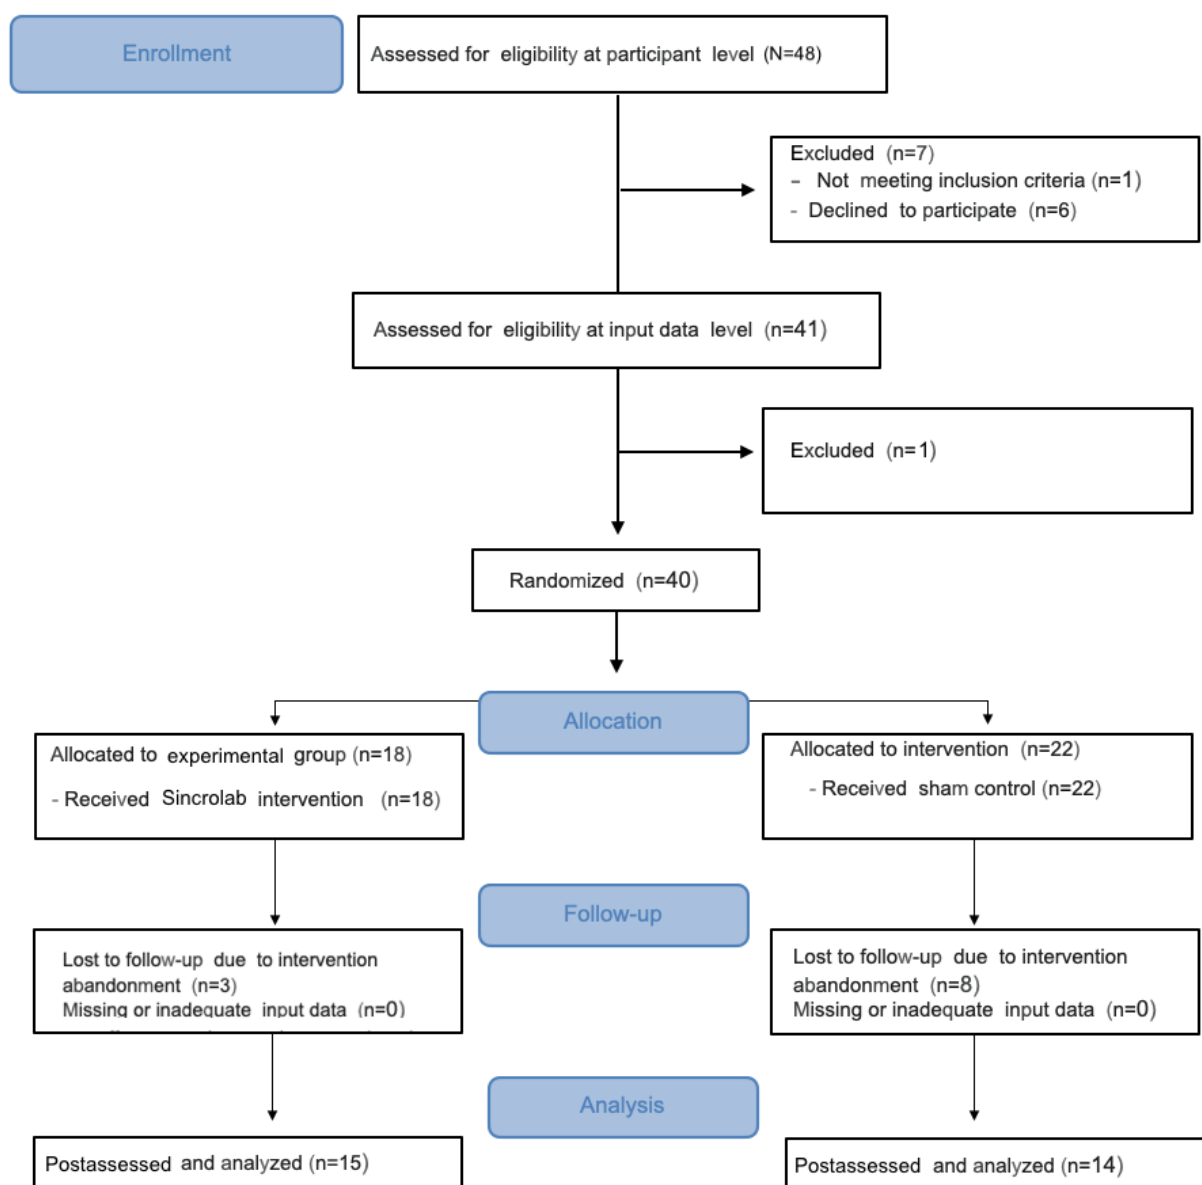 Enrollment
Assessed for eligibility at participant level (N=48)
Excluded (n=7)
- Not meeting inclusion criteria (n=1)
- Declined to participate (n=6)
Assessed for eligibility at input data level (n=41)
Excluded (n=1)
Randomized (n=40)
Allocation
Allocated to experimental group (n=18)
- Received Sincrolab intervention (n=18)
Allocated to intervention (n=22)
- Received sham control (n=22)
Follow-up
Lost to follow-up due to intervention
abandonment (n=3)
Missing or inadequate input data (n=0)
Lost to follow-up due to intervention
abandonment (n=8)
Missing or inadequate input data (n=0)
Analysis
Postassessed and analyzed (n=15)
Postassessed and analyzed (n=14)